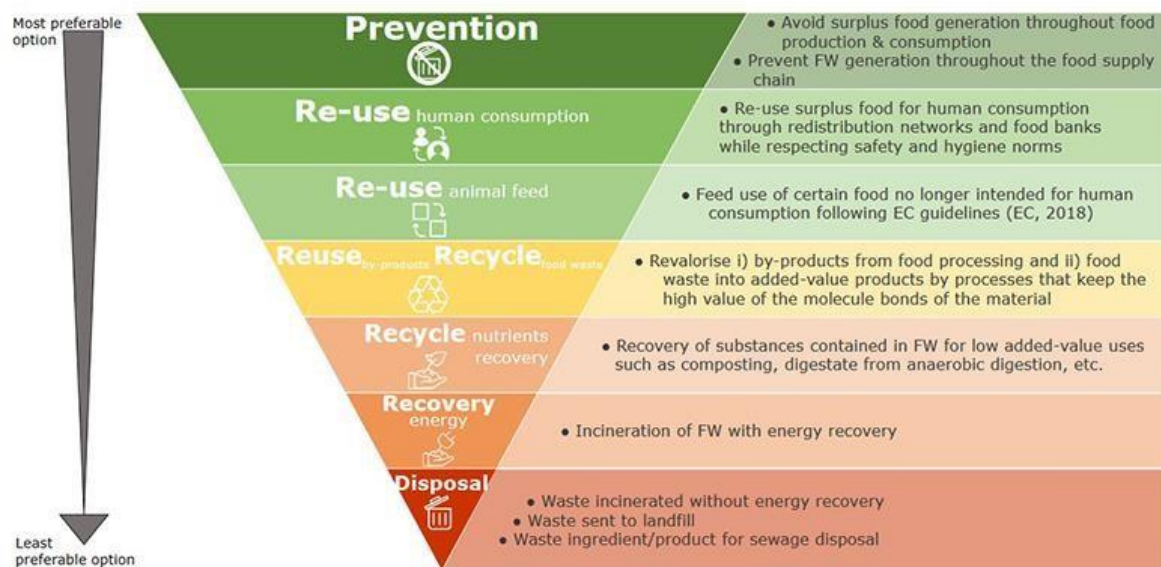 Most preferable
option
Prevention
● Avoid surplus food generation throughout food
production & consumption
● Prevent FW generation throughout the food supply
chain
Re-use human consumption
● Re-use surplus food for human consumption
through redistribution networks and food banks
while respecting safety and hygiene norms
Re-use animal feed
● Feed use of certain food no longer intended for human
consumption following EC guidelines (EC, 2018)
Reuse by-products Recycle food waste
● Revalorise i) by-products from food processing and ii) food
waste into added-value products by processes that keep the
high value of the molecule bonds of the material
Recycle nutrients
recovery
● Recovery of substances contained in FW for low added-value uses
such as composting, digestate from anaerobic digestion, etc.
Recovery
energy
● Incineration of FW with energy recovery
Disposal
● Waste incinerated without energy recovery
● Waste sent to landfill
● Waste ingredient/product for sewage disposal
Least
preferable option